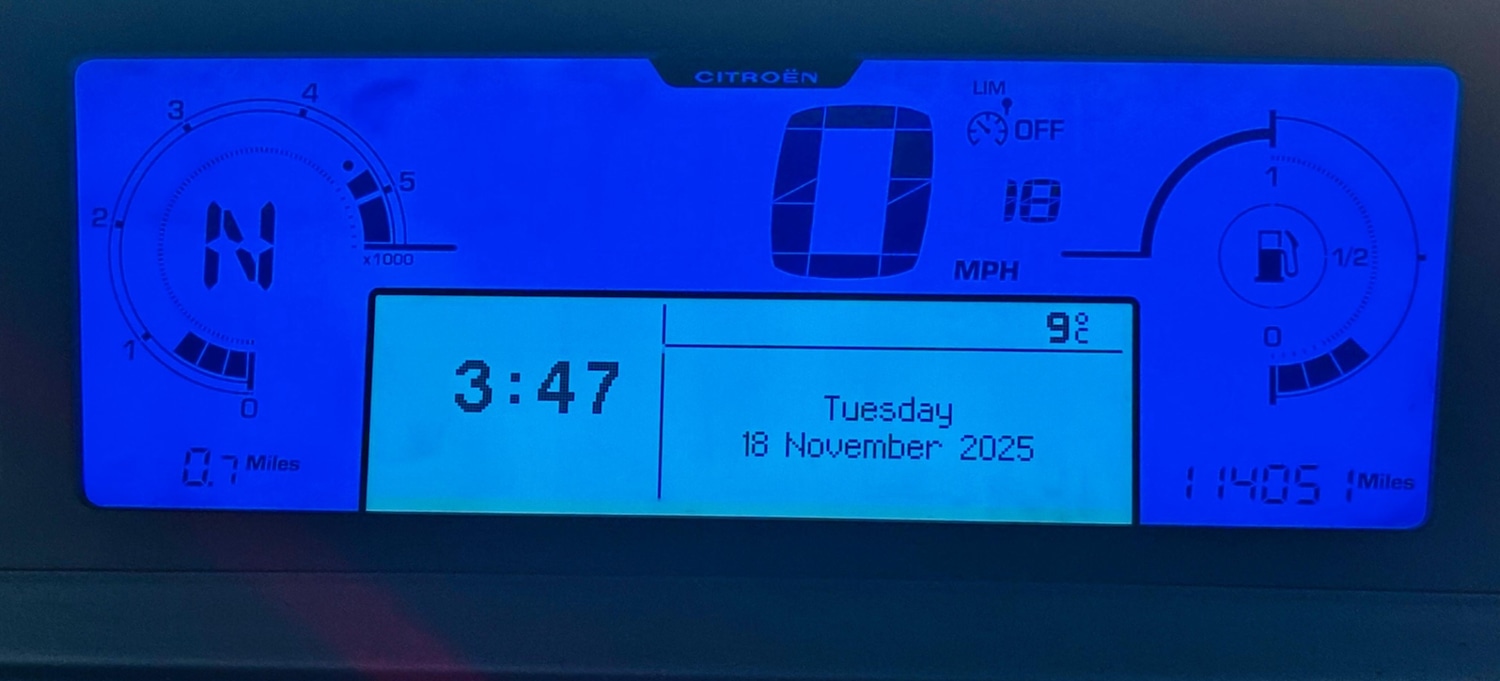 CITROËN
LIM
OFF
0
18
MPH
4
3
5
2
N
x1000
1
0
0.7 Miles
3:47
9°C
Tuesday
18 November 2025
1
1/2
0
114051 Miles